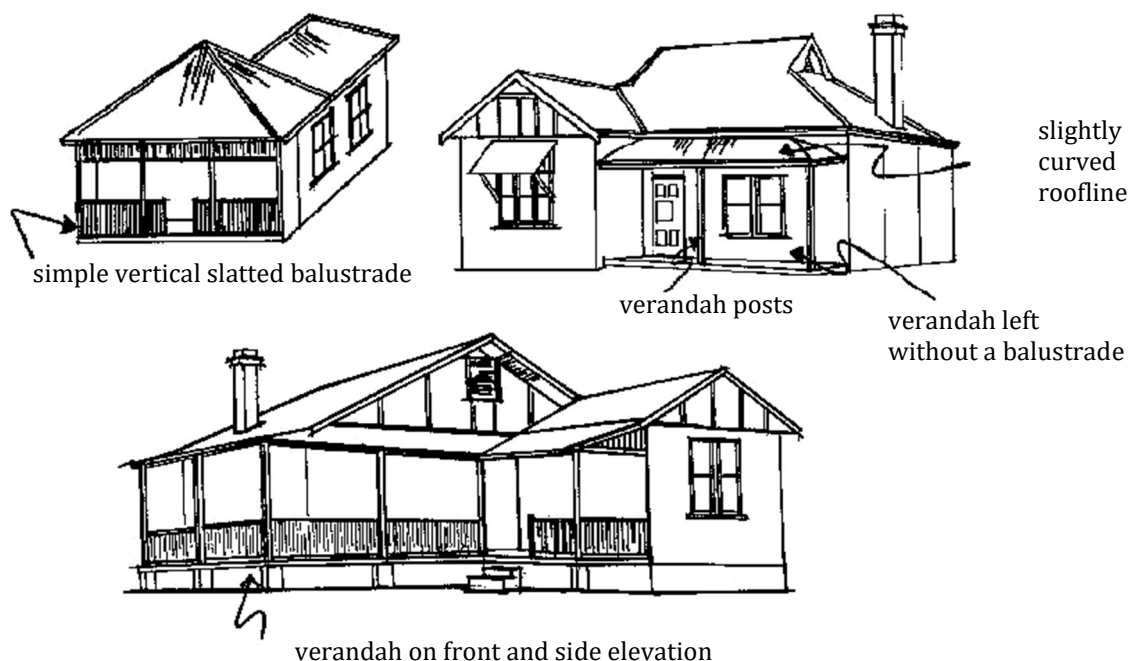 slightly
curved
roofline
simple vertical slatted balustrade
verandah posts
verandah left
without a balustrade
verandah on front and side elevation